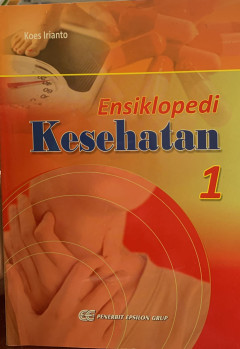 Koes Irianto
Ensiklopedi
Kesehatan
1
PENERBIT EPSILON GRUP